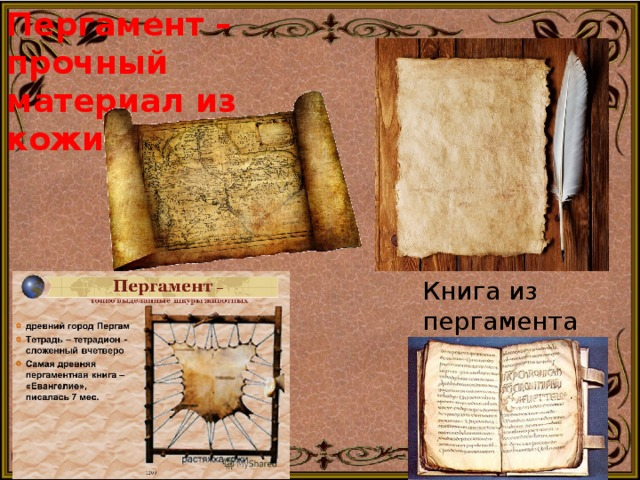 Пергамент –
прочный
материал из
кожи
Пергамент –
тонко выделанные шкуры животных
древний город Пергам
Тетрадь – тетрадион -
сложенный вчетверо
Самая древняя
пергаментная книга –
«Евангелие»,
писалась 7 мес.
растяжка кожи
MyShared
Книга из
пергамента